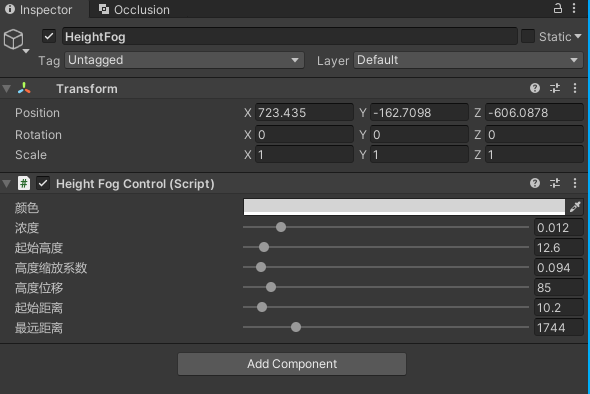 Inspector Occlusion
HeightFog Static
Tag Untagged Layer Default
Transform
Position X 723.435 Y -162.7098 Z -606.0878
Rotation X 0 Y 0 Z 0
Scale X 1 Y 1 Z 1
# Height Fog Control (Script)
颜色
浓度 0.012
起始高度 12.6
高度缩放系数 0.094
高度位移 85
起始距离 10.2
最远距离 1744
Add Component